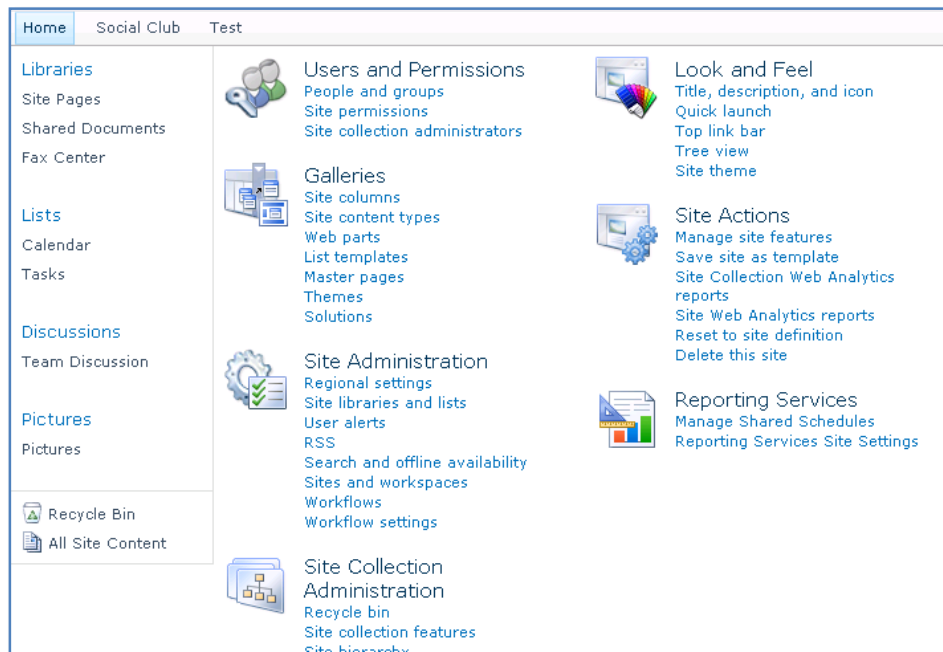 Home
Social Club
Test
Libraries
Site Pages
Shared Documents
Fax Center
Lists
Calendar
Tasks
Discussions
Team Discussion
Pictures
Pictures
Recycle Bin
All Site Content
Users and Permissions
People and groups
Site permissions
Site collection administrators
Galleries
Site columns
Site content types
Web parts
List templates
Master pages
Themes
Solutions
Site Administration
Regional settings
Site libraries and lists
User alerts
RSS
Search and offline availability
Sites and workspaces
Workflows
Workflow settings
Site Collection
Administration
Recycle bin
Site collection features
Site hierarchy
Look and Feel
Title, description, and icon
Quick launch
Top link bar
Tree view
Site theme
Site Actions
Manage site features
Save site as template
Site Collection Web Analytics
reports
Site Web Analytics reports
Reset to site definition
Delete this site
Reporting Services
Manage Shared Schedules
Reporting Services Site Settings